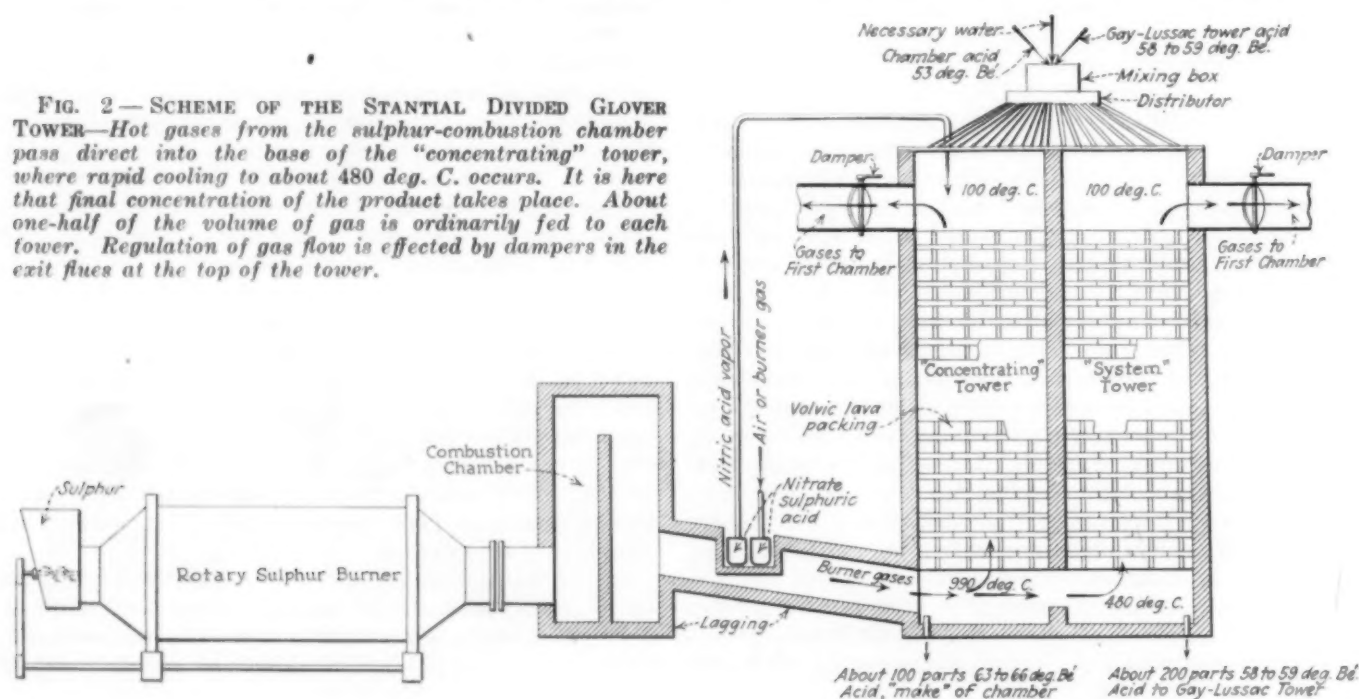 FIG. 2 — SCHEME OF THE STANTIAL DIVIDED GLOVER
TOWER—Hot gases from the sulphur-combustion chamber
pass direct into the base of the "concentrating" tower,
where rapid cooling to about 480 deg. C. occurs. It is here
that final concentration of the product takes place. About
one-half of the volume of gas is ordinarily fed to each
tower. Regulation of gas flow is effected by dampers in the
exit flues at the top of the tower.
Necessary water
Chamber acid
53 deg. Bé.
Gay-Lussac tower acid
58 to 59 deg. Bé.
Mixing box
Distributor
Damper
Damper
100 deg. C.
100 deg. C.
Gases to
First Chamber
Gases to
First Chamber
Nitric acid vapor
Air or burner gas
"Concentrating"
Tower
"System"
Tower
Volvic lava
packing
Combustion
Chamber
Nitrate
sulphuric
acid
Sulphur
Rotary Sulphur Burner
Burner gases
990 deg. C.
480 deg. C.
Lagging
About 100 parts 63 to 66 deg. Bé
Acid, "make" of chamber
About 200 parts 58 to 59 deg. Bé.
Acid to Gay-Lussac Tower